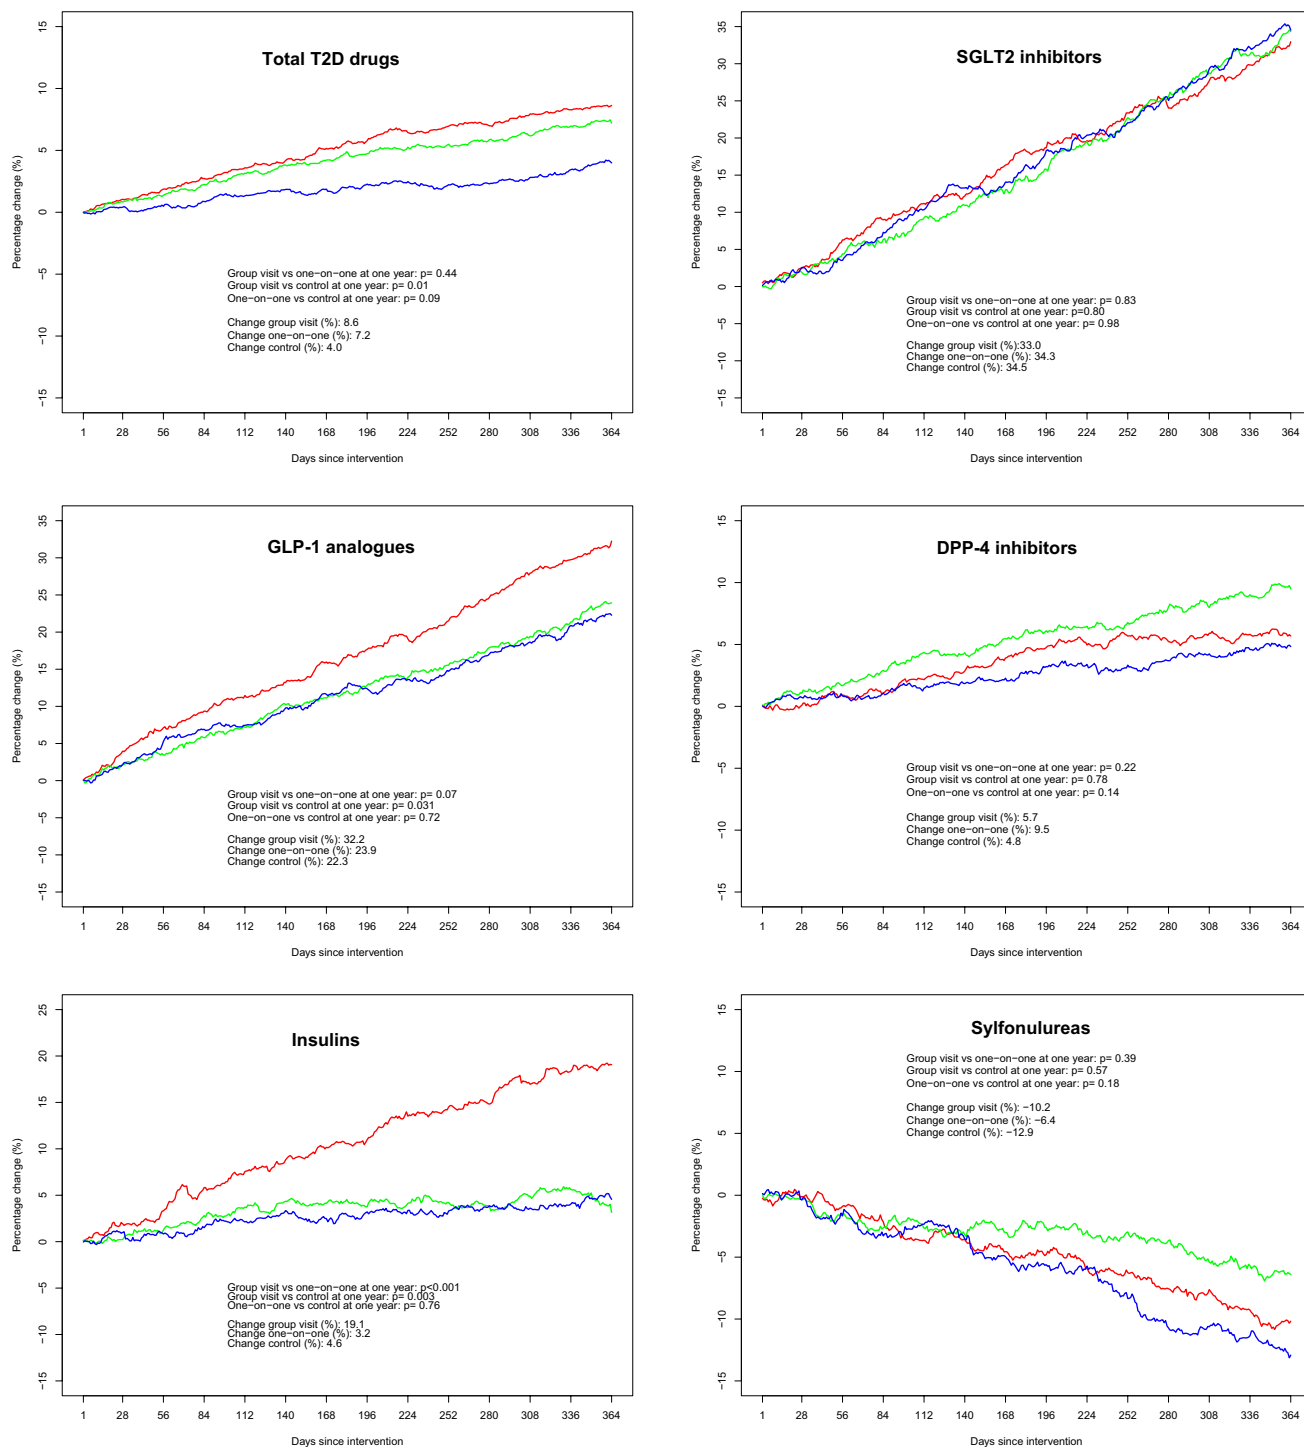 Total T2D drugs
Percentage change (%)
15
10
5
0
−5
−10
−15
Group visit vs one−on−one at one year: p= 0.44
Group visit vs control at one year: p= 0.01
One−on−one vs control at one year: p= 0.09
Change group visit (%): 8.6
Change one−on−one (%): 7.2
Change control (%): 4.0
1 28 56 84 112 140 168 196 224 252 280 308 336 364
Days since intervention
SGLT2 inhibitors
Percentage change (%)
35
30
25
20
15
10
5
0
−5
−10
−15
Group visit vs one−on−one at one year: p= 0.83
Group visit vs control at one year: p=0.80
One−on−one vs control at one year: p= 0.98
Change group visit (%):33.0
Change one−on−one (%): 34.3
Change control (%): 34.5
1 28 56 84 112 140 168 196 224 252 280 308 336 364
Days since intervention
GLP-1 analogues
Percentage change (%)
35
30
25
20
15
10
5
0
−5
−10
−15
Group visit vs one−on−one at one year: p= 0.07
Group visit vs control at one year: p= 0.031
One−on−one vs control at one year: p= 0.72
Change group visit (%): 32.2
Change one−on−one (%): 23.9
Change control (%): 22.3
1 28 56 84 112 140 168 196 224 252 280 308 336 364
Days since intervention
DPP-4 inhibitors
Percentage change (%)
15
10
5
0
−5
−10
−15
Group visit vs one−on−one at one year: p= 0.22
Group visit vs control at one year: p= 0.78
One−on−one vs control at one year: p= 0.14
Change group visit (%): 5.7
Change one−on−one (%): 9.5
Change control (%): 4.8
1 28 56 84 112 140 168 196 224 252 280 308 336 364
Days since intervention
Insulins
Percentage change (%)
25
20
15
10
5
0
−5
−10
−15
Group visit vs one−on−one at one year: p<0.001
Group visit vs control at one year: p= 0.003
One−on−one vs control at one year: p= 0.76
Change group visit (%): 19.1
Change one−on−one (%): 3.2
Change control (%): 4.6
1 28 56 84 112 140 168 196 224 252 280 308 336 364
Days since intervention
Sylfonulureas
Percentage change (%)
15
10
5
0
−5
−10
−15
Group visit vs one−on−one at one year: p= 0.39
Group visit vs control at one year: p= 0.57
One−on−one vs control at one year: p= 0.18
Change group visit (%): −10.2
Change one−on−one (%): −6.4
Change control (%): −12.9
1 28 56 84 112 140 168 196 224 252 280 308 336 364
Days since intervention